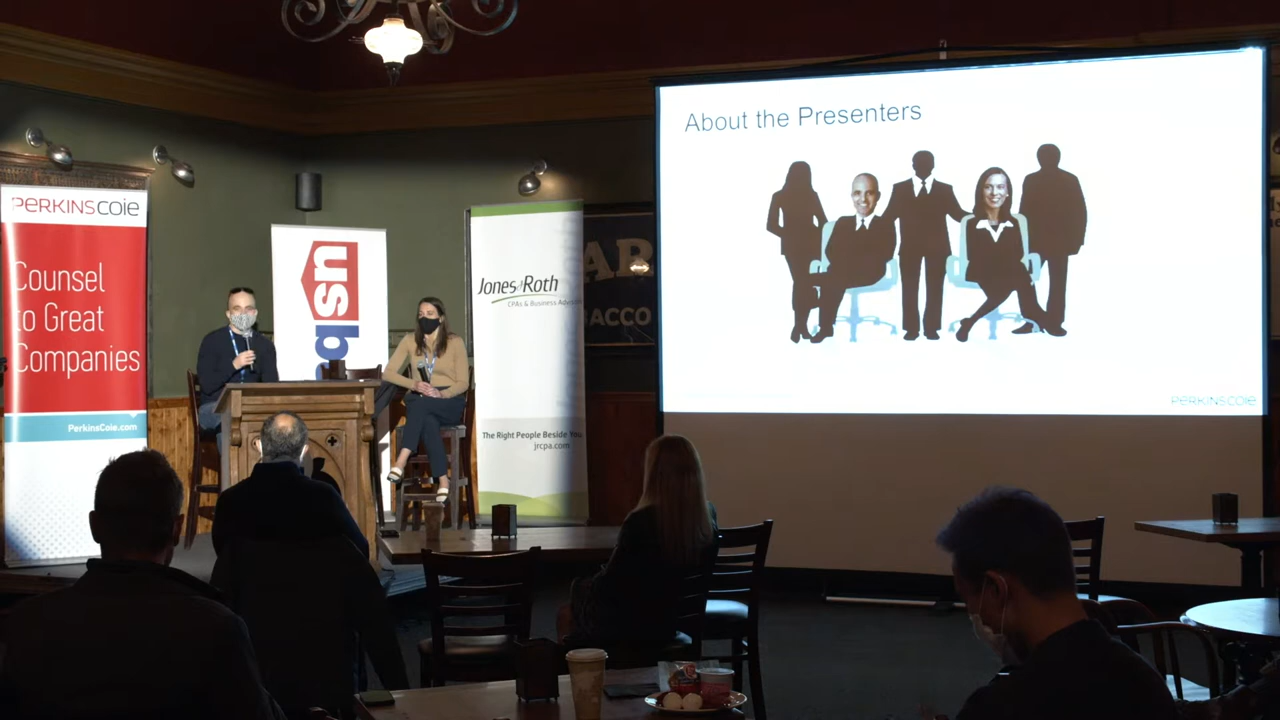 PERKINSCOIE
Counsel
to Great
Companies
PerkinsCoie.com
Jones & Roth
CPAs & Business Advisors
The Right People Beside You.
jrcpa.com
ACCO
About the Presenters
PERKINSCOIE